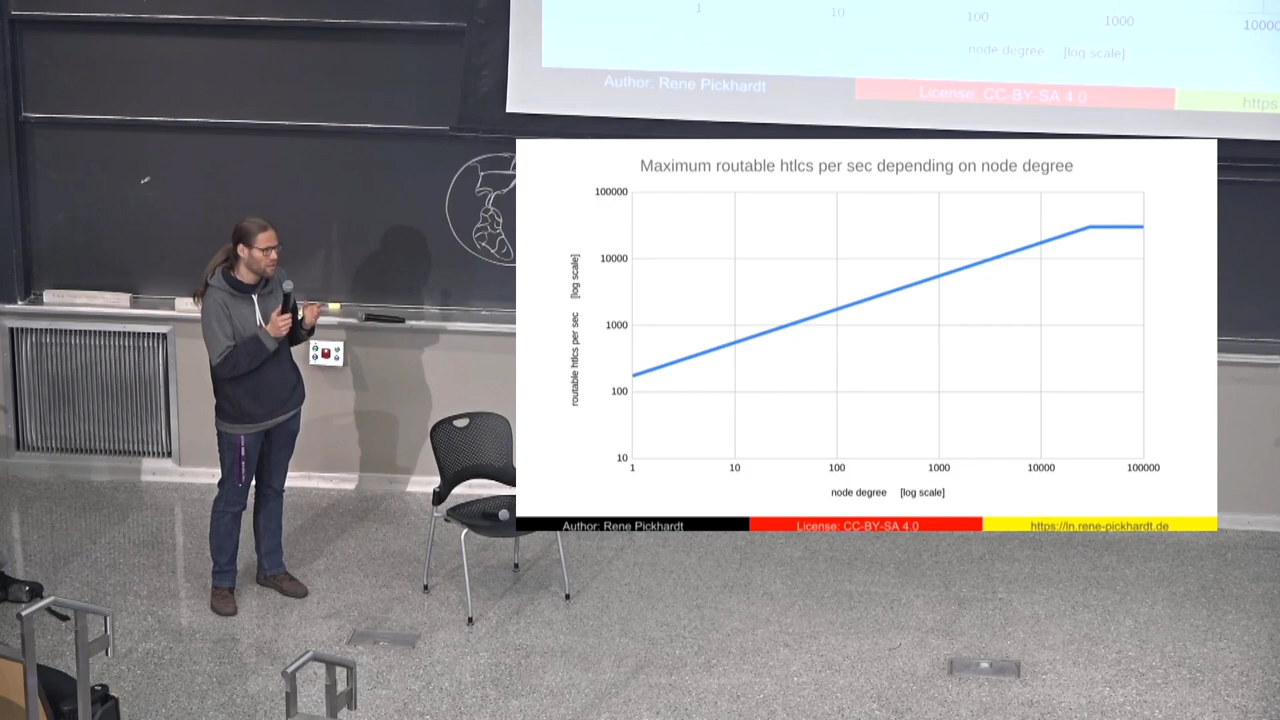 1 10 100 1000 10000
node degree [log scale]
Author: Rene Pickhardt License: CC-BY-SA 4.0 https
Maximum routable htlcs per sec depending on node degree
100000
10000
1000
100
10
routable htlcs per sec [log scale]
1 10 100 1000 10000 100000
node degree [log scale]
Author: Rene Pickhardt License: CC-BY-SA 4.0 https://ln.rene-pickhardt.de